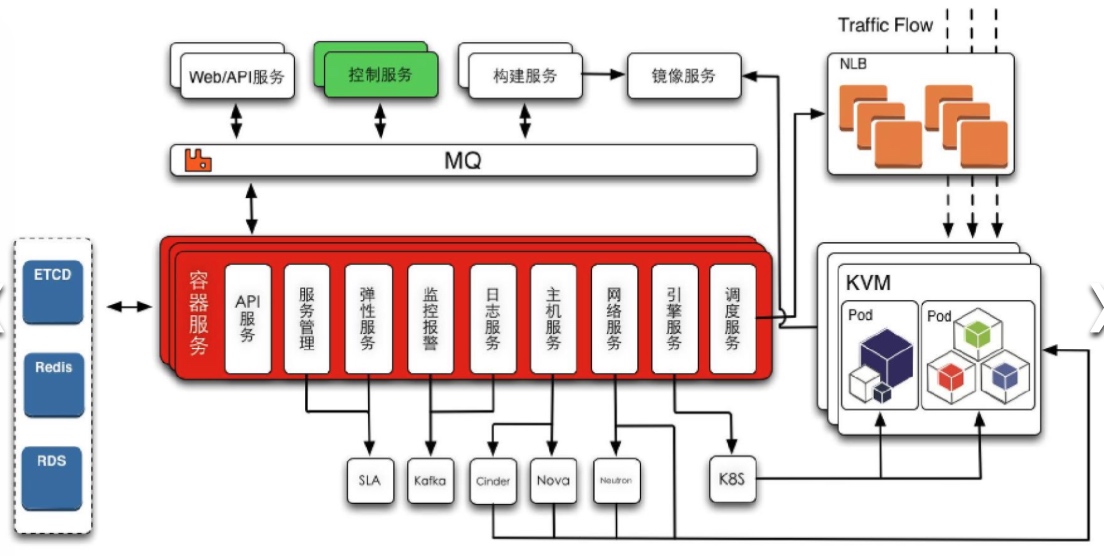 Traffic Flow
Web/API服务
控制服务
构建服务
镜像服务
NLB
MQ
ETCD
Redis
RDS
容器服务
API服务
服务管理
弹性服务
监控报警
日志服务
主机服务
网络服务
引擎服务
调度服务
KVM
Pod
Pod
SLA
Kafka
Cinder
Nova
Neutron
K8S